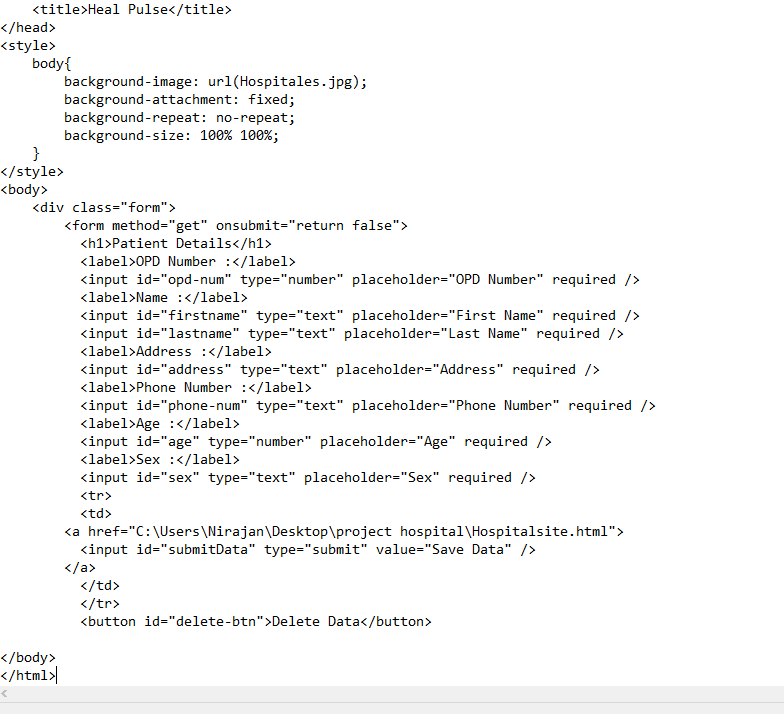 <title>Heal Pulse</title>
</head>
<style>
body{
background-image: url(Hospitales.jpg);
background-attachment: fixed;
background-repeat: no-repeat;
background-size: 100% 100%;
}
</style>
<body>
<div class="form">
<form method="get" onsubmit="return false">
<h1>Patient Details</h1>
<label>OPD Number :</label>
<input id="opd-num" type="number" placeholder="OPD Number" required />
<label>Name :</label>
<input id="firstname" type="text" placeholder="First Name" required />
<input id="lastname" type="text" placeholder="Last Name" required />
<label>Address :</label>
<input id="address" type="text" placeholder="Address" required />
<label>Phone Number :</label>
<input id="phone-num" type="text" placeholder="Phone Number" required />
<label>Age :</label>
<input id="age" type="number" placeholder="Age" required />
<label>Sex :</label>
<input id="sex" type="text" placeholder="Sex" required />
<tr>
<td>
<a href="C:\Users\Nirajan\Desktop\project hospital\Hospitalsite.html">
<input id="submitData" type="submit" value="Save Data" />
</a>
</td>
</tr>
<button id="delete-btn">Delete Data</button>
</body>
</html>